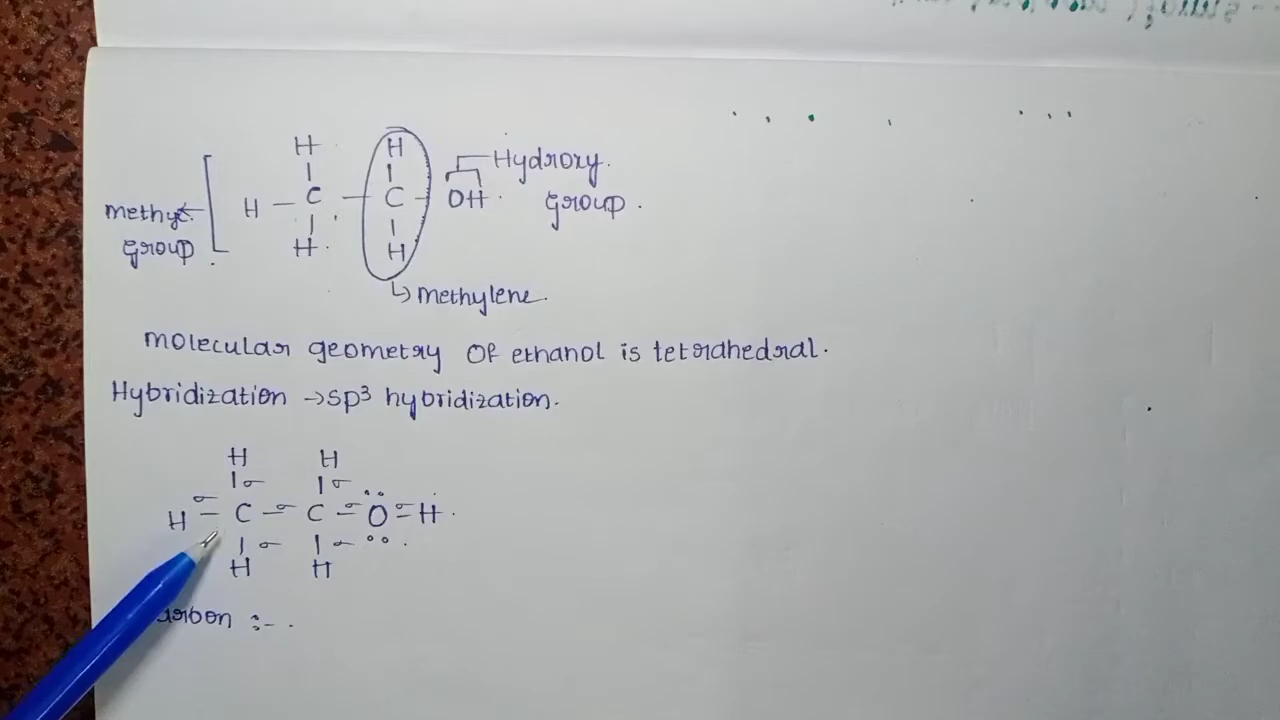 H H
Hydroxy.
H — C — C — OH. Group.
methyl group
H. H
↳ methylene.
molecular geometry of ethanol is tetrahedral.
Hybridization → sp³ hybridization.
H H
| σ | σ
H σ– C –σ– C –σ– O –σ– H.
| σ | σ
H H
arbon :- .